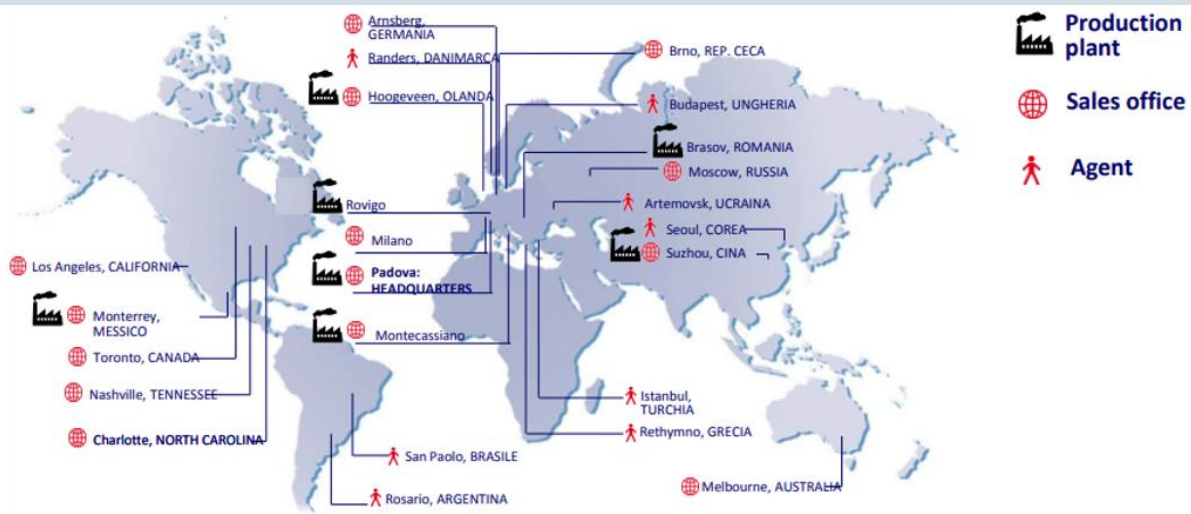 Arnsberg,
GERMANIA
Randers, DANIMARCA
Hoogeveen, OLANDA
Brno, REP. CECA
Budapest, UNGHERIA
Brasov, ROMANIA
Moscow, RUSSIA
Artemovsk, UCRAINA
Seoul, COREA
Suzhou, CINA
Rovigo
Milano
Padova:
HEADQUARTERS
Montecassiano
Los Angeles, CALIFORNIA
Monterrey,
MESSICO
Toronto, CANADA
Nashville, TENNESSEE
Charlotte, NORTH CAROLINA
San Paolo, BRASILE
Rosario, ARGENTINA
Istanbul,
TURCHIA
Rethymno, GRECIA
Melbourne, AUSTRALIA
Production
plant
Sales office
Agent